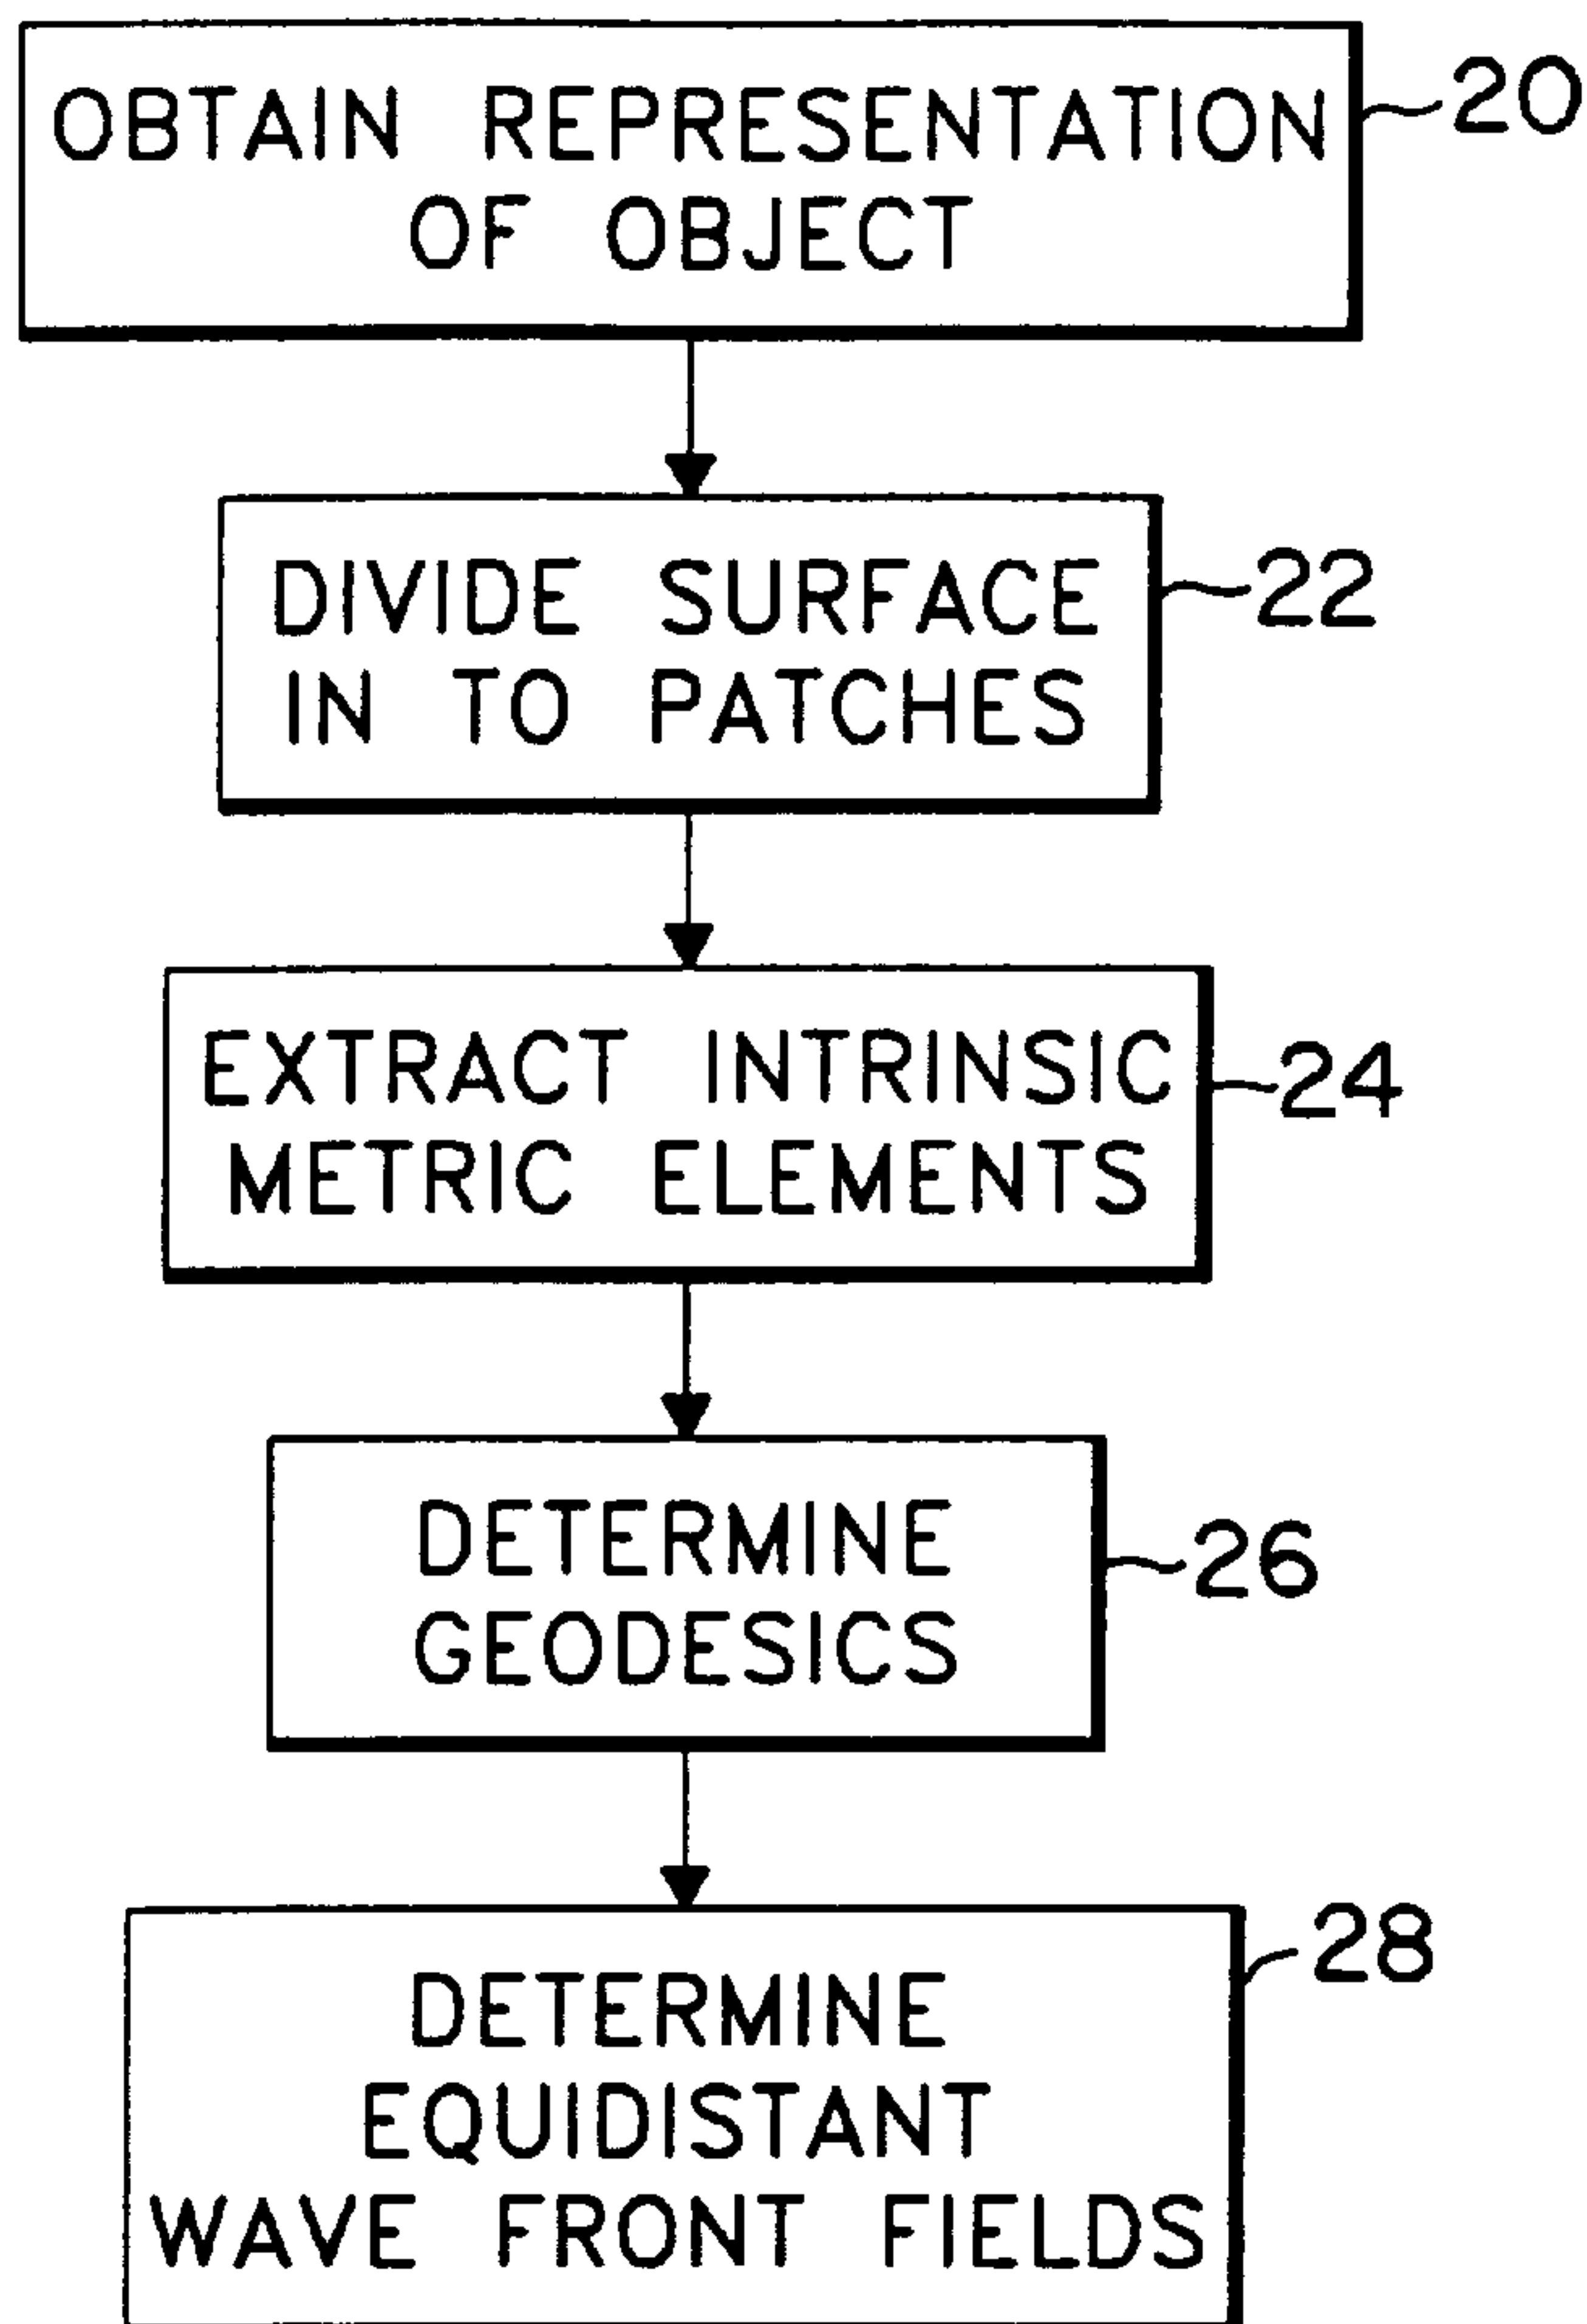 OBTAIN REPRESENTATION
OF OBJECT
20
DIVIDE SURFACE
IN TO PATCHES
22
EXTRACT INTRINSIC
METRIC ELEMENTS
24
DETERMINE
GEODESICS
26
DETERMINE
EQUIDISTANT
WAVE FRONT FIELDS
28